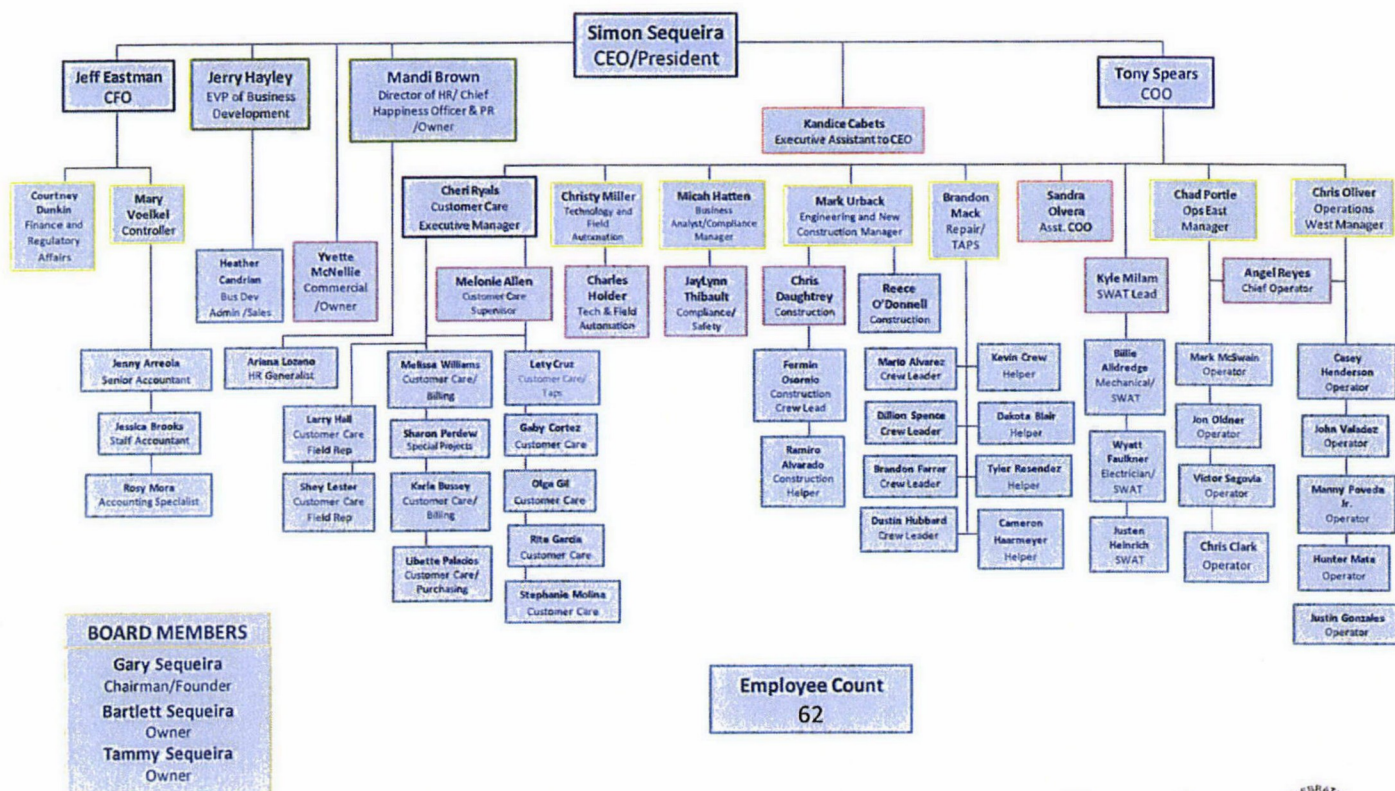 Simon Sequeira
CEO/President
Jeff Eastman
CFO
Jerry Hayley
EVP of Business
Development
Mandi Brown
Director of HR/ Chief
Happiness Officer & PR
/Owner
Tony Spears
COO
Kandice Cabets
Executive Assistant to CEO
Courtney
Dunkin
Finance and
Regulatory
Affairs
Mary
Voelkel
Controller
Cheri Ryals
Customer Care
Executive Manager
Christy Miller
Technology and
Field
Automation
Micah Hatten
Business
Analyst/Compliance
Manager
Mark Urback
Engineering and New
Construction Manager
Brandon
Mack
Repair/
TAPS
Sandra
Olvera
Asst. COO
Chad Portle
Ops East
Manager
Chris Oliver
Operations
West Manager
Heather
Candrian
Bus Dev
Admin /Sales
Yvette
McNellie
Commercial
/Owner
Melonie Allen
Customer Care
Supervisor
Charles
Holder
Tech & Field
Automation
JayLynn
Thibault
Compliance/
Safety
Chris
Daughtrey
Construction
Reece
O'Donnell
Construction
Kyle Milam
SWAT Lead
Angel Reyes
Chief Operator
Jenny Arreola
Senior Accountant
Ariana Lozano
HR Generalist
Melissa Williams
Customer Care/
Billing
Lety Cruz
Customer Care/
Taps
Fermin
Osornio
Construction
Crew Lead
Mario Alvarez
Crew Leader
Kevin Crew
Helper
Billie
Alldredge
Mechanical/
SWAT
Mark McSwain
Operator
Casey
Henderson
Operator
Jessica Brooks
Staff Accountant
Larry Hall
Customer Care
Field Rep
Sharon Perdew
Special Projects
Gaby Cortez
Customer Care
Dillion Spence
Crew Leader
Dakota Blair
Helper
Jon Oldner
Operator
John Valadez
Operator
Rosy Mora
Accounting Specialist
Shey Lester
Customer Care
Field Rep
Karla Bussey
Customer Care/
Billing
Olga Gil
Customer Care
Ramiro
Alvarado
Construction
Helper
Brandon Farrar
Crew Leader
Tyler Resendez
Helper
Wyatt
Faulkner
Electrician/
SWAT
Victor Segovia
Operator
Manny Poveda
Jr.
Operator
Libette Palacios
Customer Care/
Purchasing
Rita Garcia
Customer Care
Dustin Hubbard
Crew Leader
Cameron
Haarmeyer
Helper
Justen
Heinrich
SWAT
Chris Clark
Operator
Hunter Mata
Operator
Stephanie Molina
Customer Care
Justin Gonzales
Operator
BOARD MEMBERS
Gary Sequeira
Chairman/Founder
Bartlett Sequeira
Owner
Tammy Sequeira
Owner
Employee Count
62